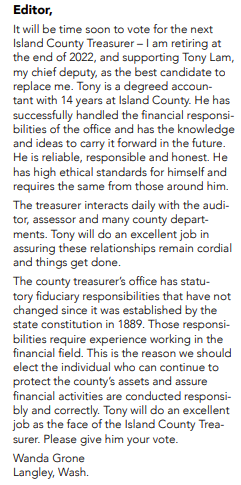 Editor,
It will be time soon to vote for the next
Island County Treasurer – I am retiring at
the end of 2022, and supporting Tony Lam,
my chief deputy, as the best candidate to
replace me. Tony is a degreed accoun-
tant with 14 years at Island County. He has
successfully handled the financial responsi-
bilities of the office and has the knowledge
and ideas to carry it forward in the future.
He is reliable, responsible and honest. He
has high ethical standards for himself and
requires the same from those around him.
The treasurer interacts daily with the audi-
tor, assessor and many county depart-
ments. Tony will do an excellent job in
assuring these relationships remain cordial
and things get done.
The county treasurer's office has statu-
tory fiduciary responsibilities that have not
changed since it was established by the
state constitution in 1889. Those responsi-
bilities require experience working in the
financial field. This is the reason we should
elect the individual who can continue to
protect the county's assets and assure
financial activities are conducted responsi-
bly and correctly. Tony will do an excellent
job as the face of the Island County Trea-
surer. Please give him your vote.
Wanda Grone
Langley, Wash.